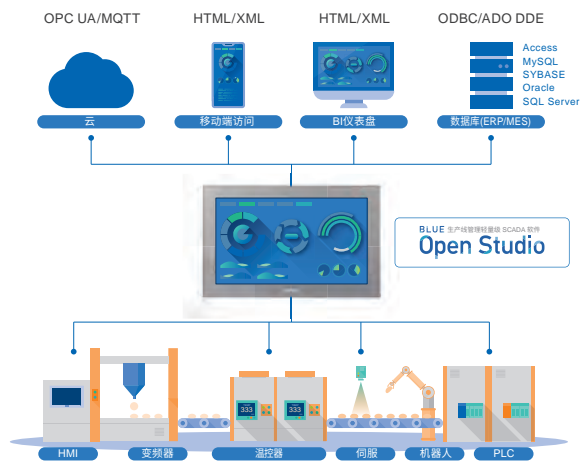 OPC UA/MQTT
HTML/XML
HTML/XML
ODBC/ADO DDE
Access
MySQL
SYBASE
Oracle
SQL Server
云
移动端访问
BI仪表盘
数据库(ERP/MES)
BLUE 生产线管理轻量级 SCADA 软件
Open Studio
333
333
HMI
变频器
温控器
伺服
机器人
PLC